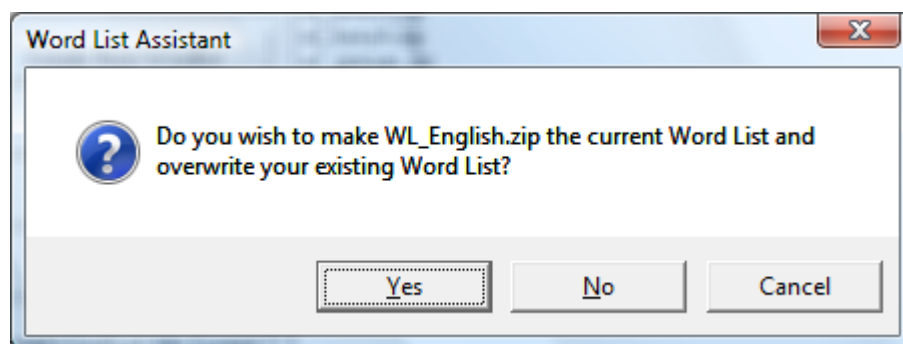 Word List Assistant
Do you wish to make WL_English.zip the current Word List and
overwrite your existing Word List?
Yes No Cancel